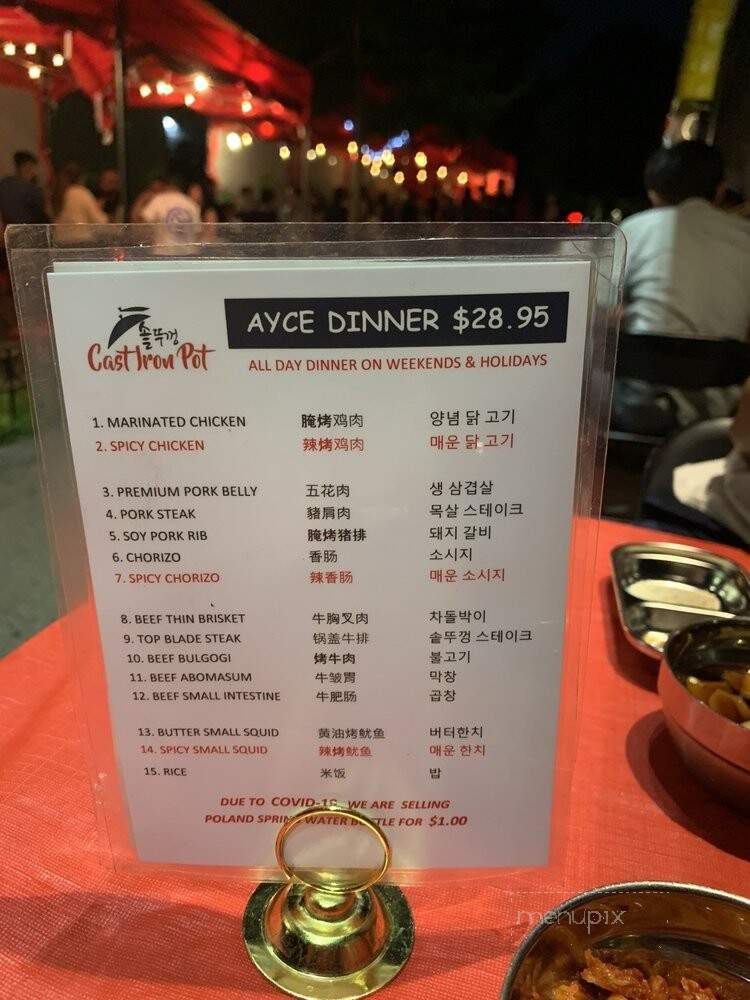 솥뚜껑
Cast Iron Pot
AYCE DINNER $28.95
ALL DAY DINNER ON WEEKENDS & HOLIDAYS
1. MARINATED CHICKEN 腌烤鸡肉 양념 닭 고기
2. SPICY CHICKEN 辣烤鸡肉 매운 닭 고기
3. PREMIUM PORK BELLY 五花肉 생 삼겹살
4. PORK STEAK 豬肩肉 목살 스테이크
5. SOY PORK RIB 腌烤猪排 돼지 갈비
6. CHORIZO 香肠 소시지
7. SPICY CHORIZO 辣香肠 매운 소시지
8. BEEF THIN BRISKET 牛胸叉肉 차돌박이
9. TOP BLADE STEAK 锅盖牛排 솥뚜껑 스테이크
10. BEEF BULGOGI 烤牛肉 불고기
11. BEEF ABOMASUM 牛皱胃 막창
12. BEEF SMALL INTESTINE 牛肥肠 곱창
13. BUTTER SMALL SQUID 黄油烤鱿鱼 버터한치
14. SPICY SMALL SQUID 辣烤鱿鱼 매운 한치
15. RICE 米饭 밥
DUE TO COVID-19, WE ARE SELLING
POLAND SPRING WATER BOTTLE FOR $1.00
menupix